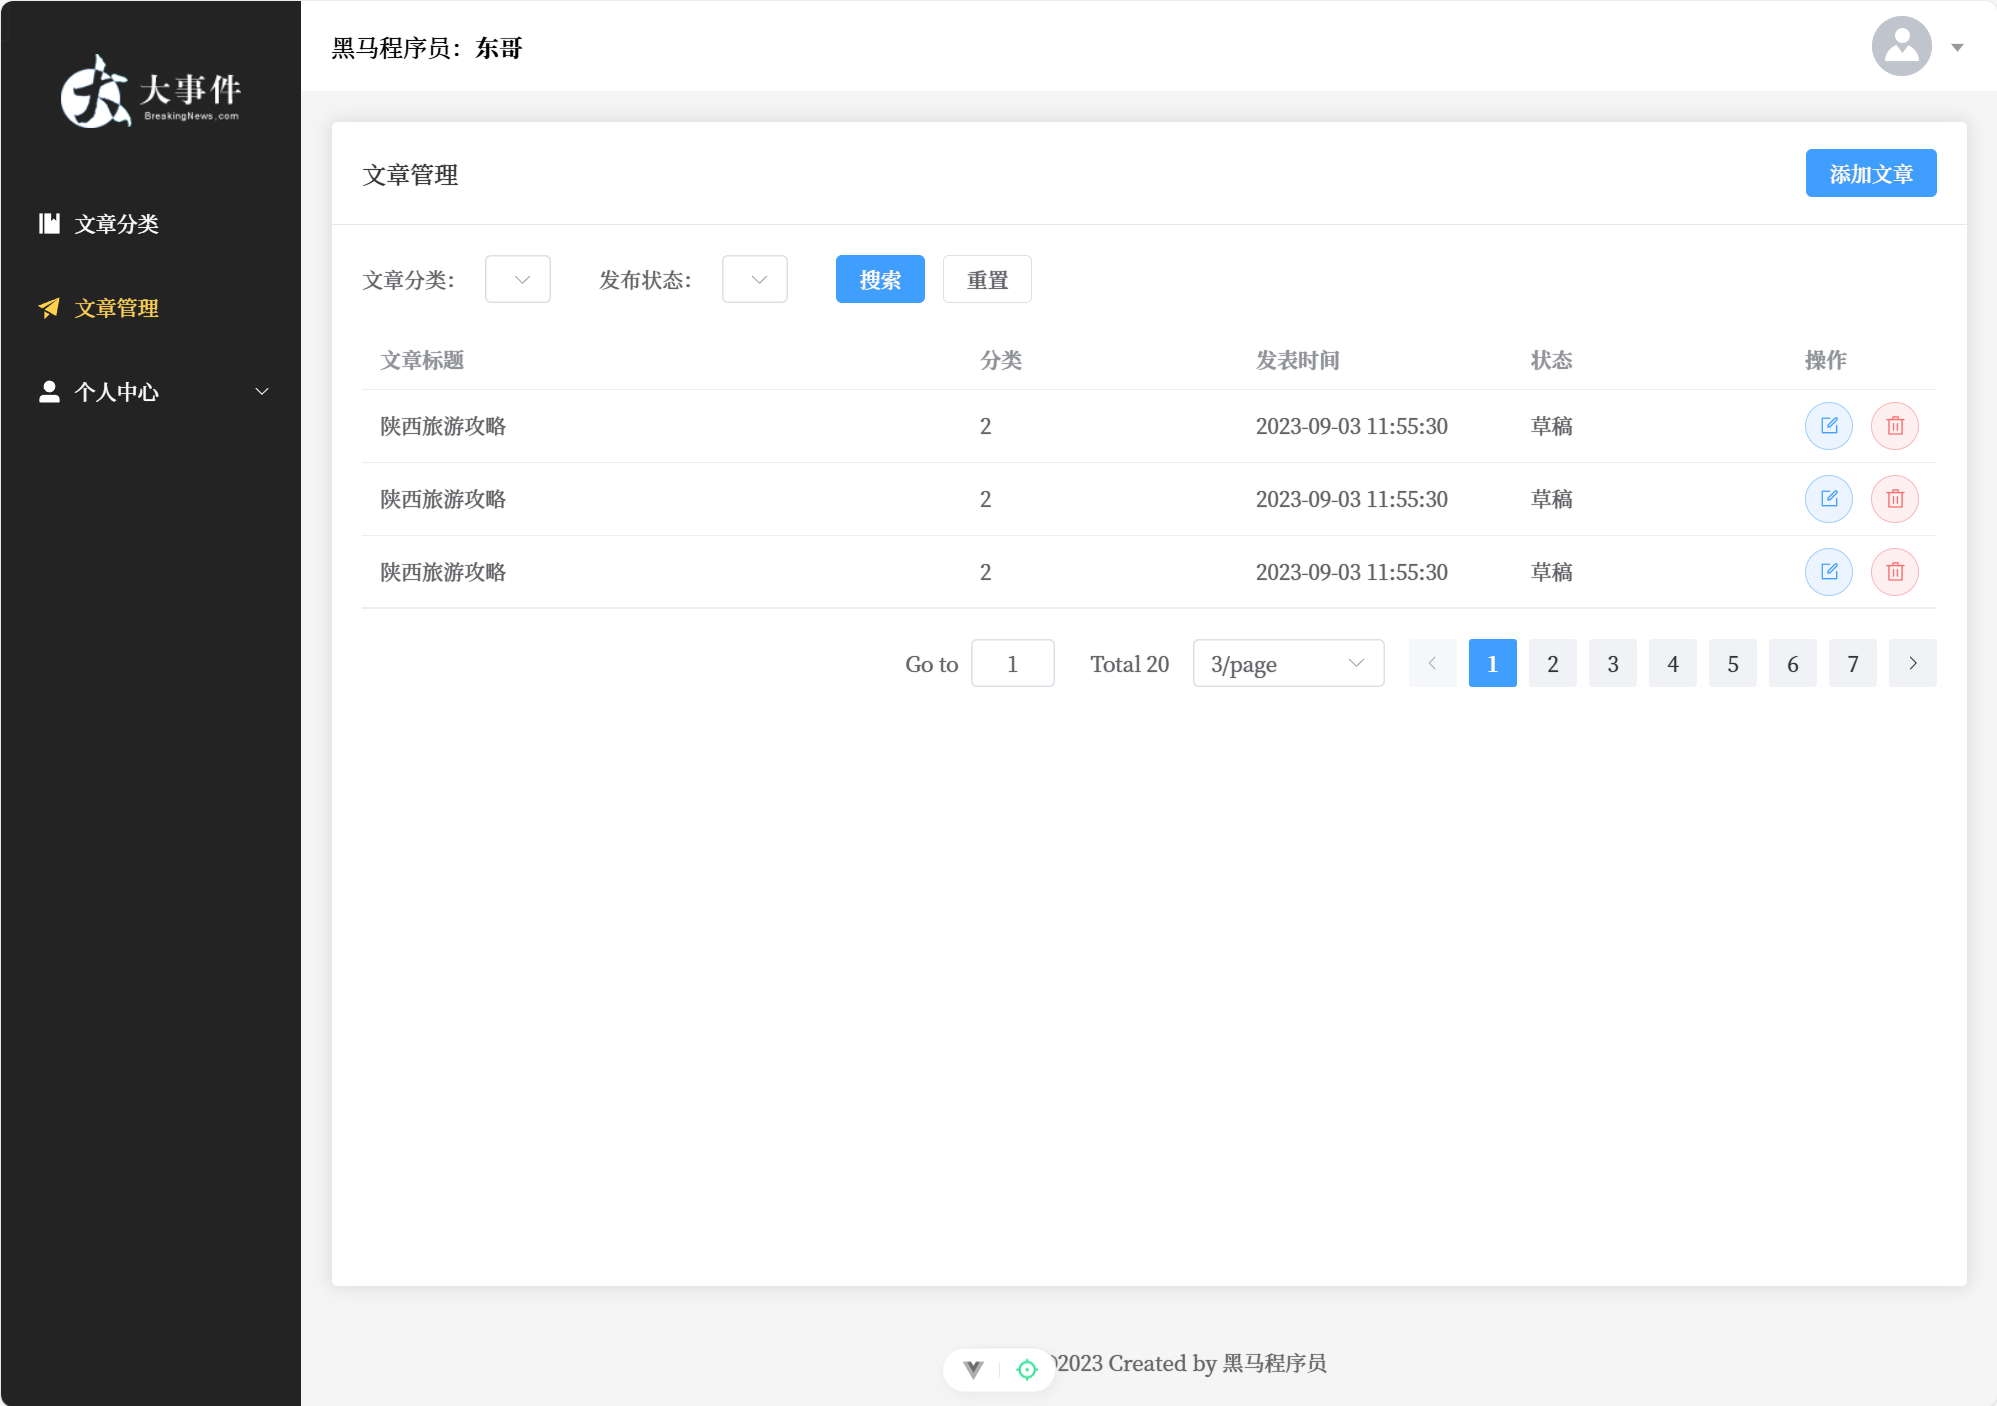 大事件
BreakingNews.com
文章分类
文章管理
个人中心
黑马程序员：东哥
文章管理
添加文章
文章分类：
发布状态：
搜索
重置
文章标题 分类 发表时间 状态 操作
陕西旅游攻略 2 2023-09-03 11:55:30 草稿
陕西旅游攻略 2 2023-09-03 11:55:30 草稿
陕西旅游攻略 2 2023-09-03 11:55:30 草稿
Go to 1 Total 20 3/page 1 2 3 4 5 6 7
2023 Created by 黑马程序员